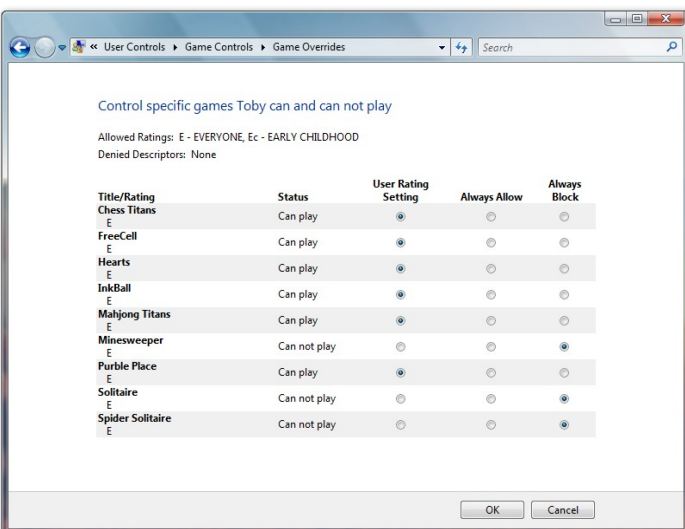 « User Controls ▸ Game Controls ▸ Game Overrides Search
Control specific games Toby can and can not play
Allowed Ratings: E - EVERYONE, Ec - EARLY CHILDHOOD
Denied Descriptors: None
Title/Rating Status User Rating Setting Always Allow Always Block
Chess Titans
E Can play
FreeCell
E Can play
Hearts
E Can play
InkBall
E Can play
Mahjong Titans
E Can play
Minesweeper
E Can not play
Purble Place
E Can play
Solitaire
E Can not play
Spider Solitaire
E Can not play
OK Cancel